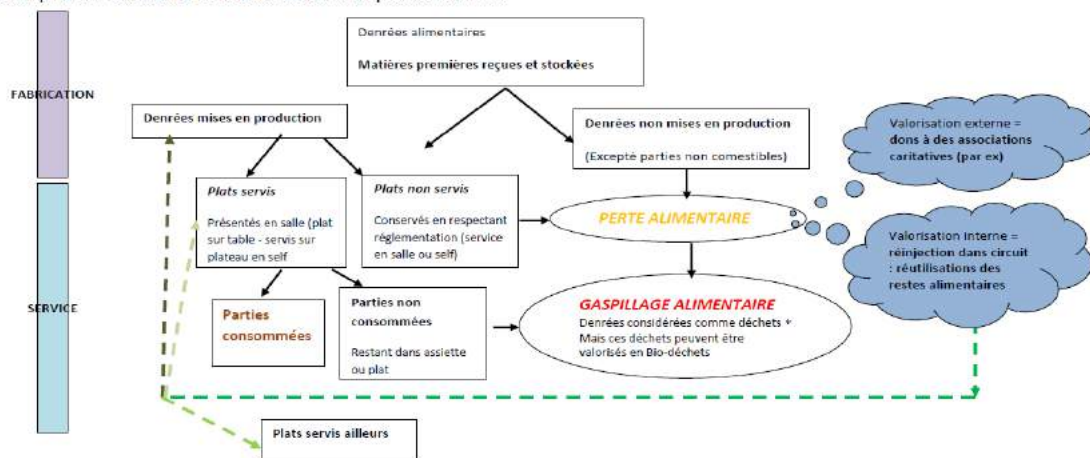 Denrées alimentaires
Matières premières reçues et stockées
FABRICATION
Denrées mises en production
Denrées non mises en production
(Excepté parties non comestibles)
Valorisation externe =
dons à des associations
caritatives (par ex)
Plats servis
Présentés en salle (plat
sur table - servis sur
plateau en self
Plats non servis
Conservés en respectant
réglementation (service
en salle ou self)
PERTE ALIMENTAIRE
Valorisation Interne =
réinjection dans circuit
: réutilisations des
restes alimentaires
SERVICE
Parties
consommées
Parties non
consommées
Restant dans assiette
ou plat
GASPILLAGE ALIMENTAIRE
Denrées considérées comme déchets *
Mais ces déchets peuvent être
valorisés en Bio-déchets
Plats servis ailleurs